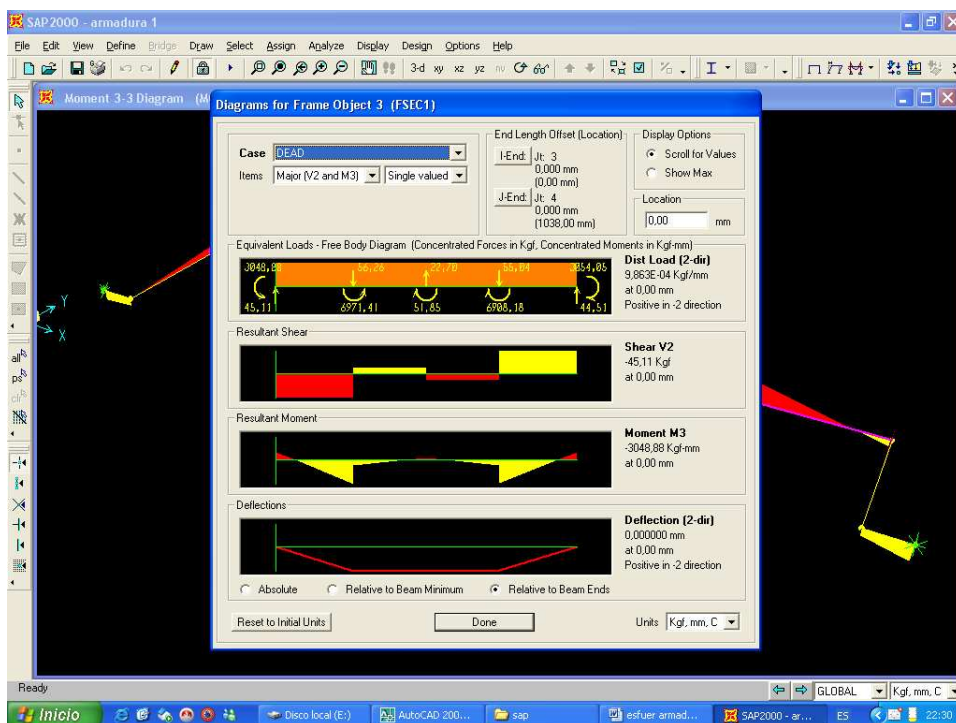 SAP2000 - armadura 1
File Edit View Define Bridge Draw Select Assign Analyze Display Design Options Help
3-d xy xz yz nv
Moment 3-3 Diagram (M
Diagrams for Frame Object 3 (FSEC1)
Case DEAD
Items Major (V2 and M3) Single valued
End Length Offset (Location)
I-End: Jt: 3
0,000 mm
(0,00 mm)
J-End: Jt: 4
0,000 mm
(1038,00 mm)
Display Options
Scroll for Values
Show Max
Location
0,00 mm
Equivalent Loads - Free Body Diagram (Concentrated Forces in Kgf, Concentrated Moments in Kgf-mm)
3048,88 56,26 22,70 55,84 3054,05
45,11 6971,41 51,85 6908,18 44,51
Dist Load (2-dir)
9,863E-04 Kgf/mm
at 0,00 mm
Positive in -2 direction
Resultant Shear
Shear V2
-45,11 Kgf
at 0,00 mm
Resultant Moment
Moment M3
-3048,88 Kgf-mm
at 0,00 mm
Deflections
Deflection (2-dir)
0,000000 mm
at 0,00 mm
Positive in -2 direction
Absolute Relative to Beam Minimum Relative to Beam Ends
Reset to Initial Units Done Units Kgf, mm, C
Y
X
all
ps
clr
Ready GLOBAL Kgf, mm, C
Inicio Disco local (E:) AutoCAD 200... sap esfuer armad... SAP2000 - ar... ES 22:30